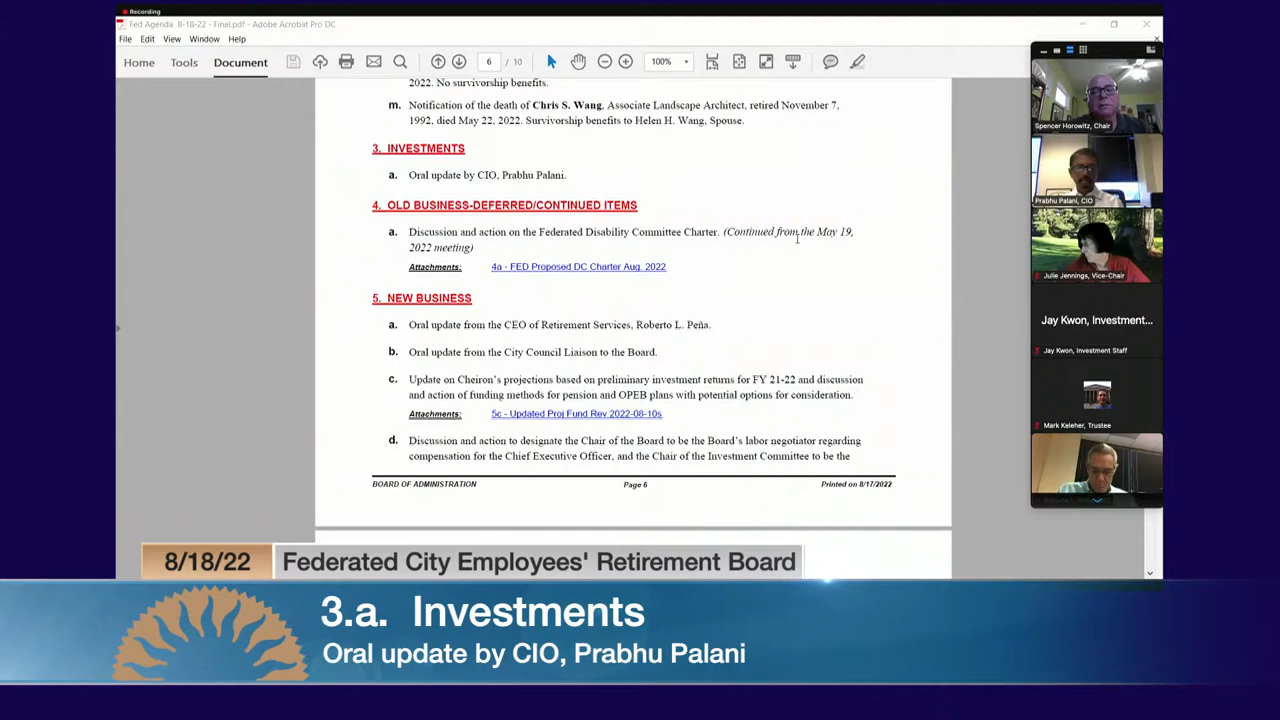 Recording
Fed Agenda 8-18-22 - Final.pdf - Adobe Acrobat Pro DC
File Edit View Window Help
Home Tools Document 6 / 10 100%
2022. No survivorship benefits.
m. Notification of the death of Chris S. Wang, Associate Landscape Architect, retired November 7,
1992, died May 22, 2022. Survivorship benefits to Helen H. Wang, Spouse.
3. INVESTMENTS
a. Oral update by CIO, Prabhu Palani.
4. OLD BUSINESS-DEFERRED/CONTINUED ITEMS
a. Discussion and action on the Federated Disability Committee Charter. (Continued from the May 19,
2022 meeting)
Attachments: 4a - FED Proposed DC Charter Aug. 2022
5. NEW BUSINESS
a. Oral update from the CEO of Retirement Services, Roberto L. Peña.
b. Oral update from the City Council Liaison to the Board.
c. Update on Cheiron's projections based on preliminary investment returns for FY 21-22 and discussion
and action of funding methods for pension and OPEB plans with potential options for consideration.
Attachments: 5c - Updated Proj Fund Rev 2022-08-10s
d. Discussion and action to designate the Chair of the Board to be the Board's labor negotiator regarding
compensation for the Chief Executive Officer, and the Chair of the Investment Committee to be the
BOARD OF ADMINISTRATION Page 6 Printed on 8/17/2022
Spencer Horowitz, Chair
Prabhu Palani, CIO
Julie Jennings, Vice-Chair
Jay Kwon, Investment...
Jay Kwon, Investment Staff
Mark Keleher, Trustee
8/18/22 Federated City Employees' Retirement Board
3.a. Investments
Oral update by CIO, Prabhu Palani